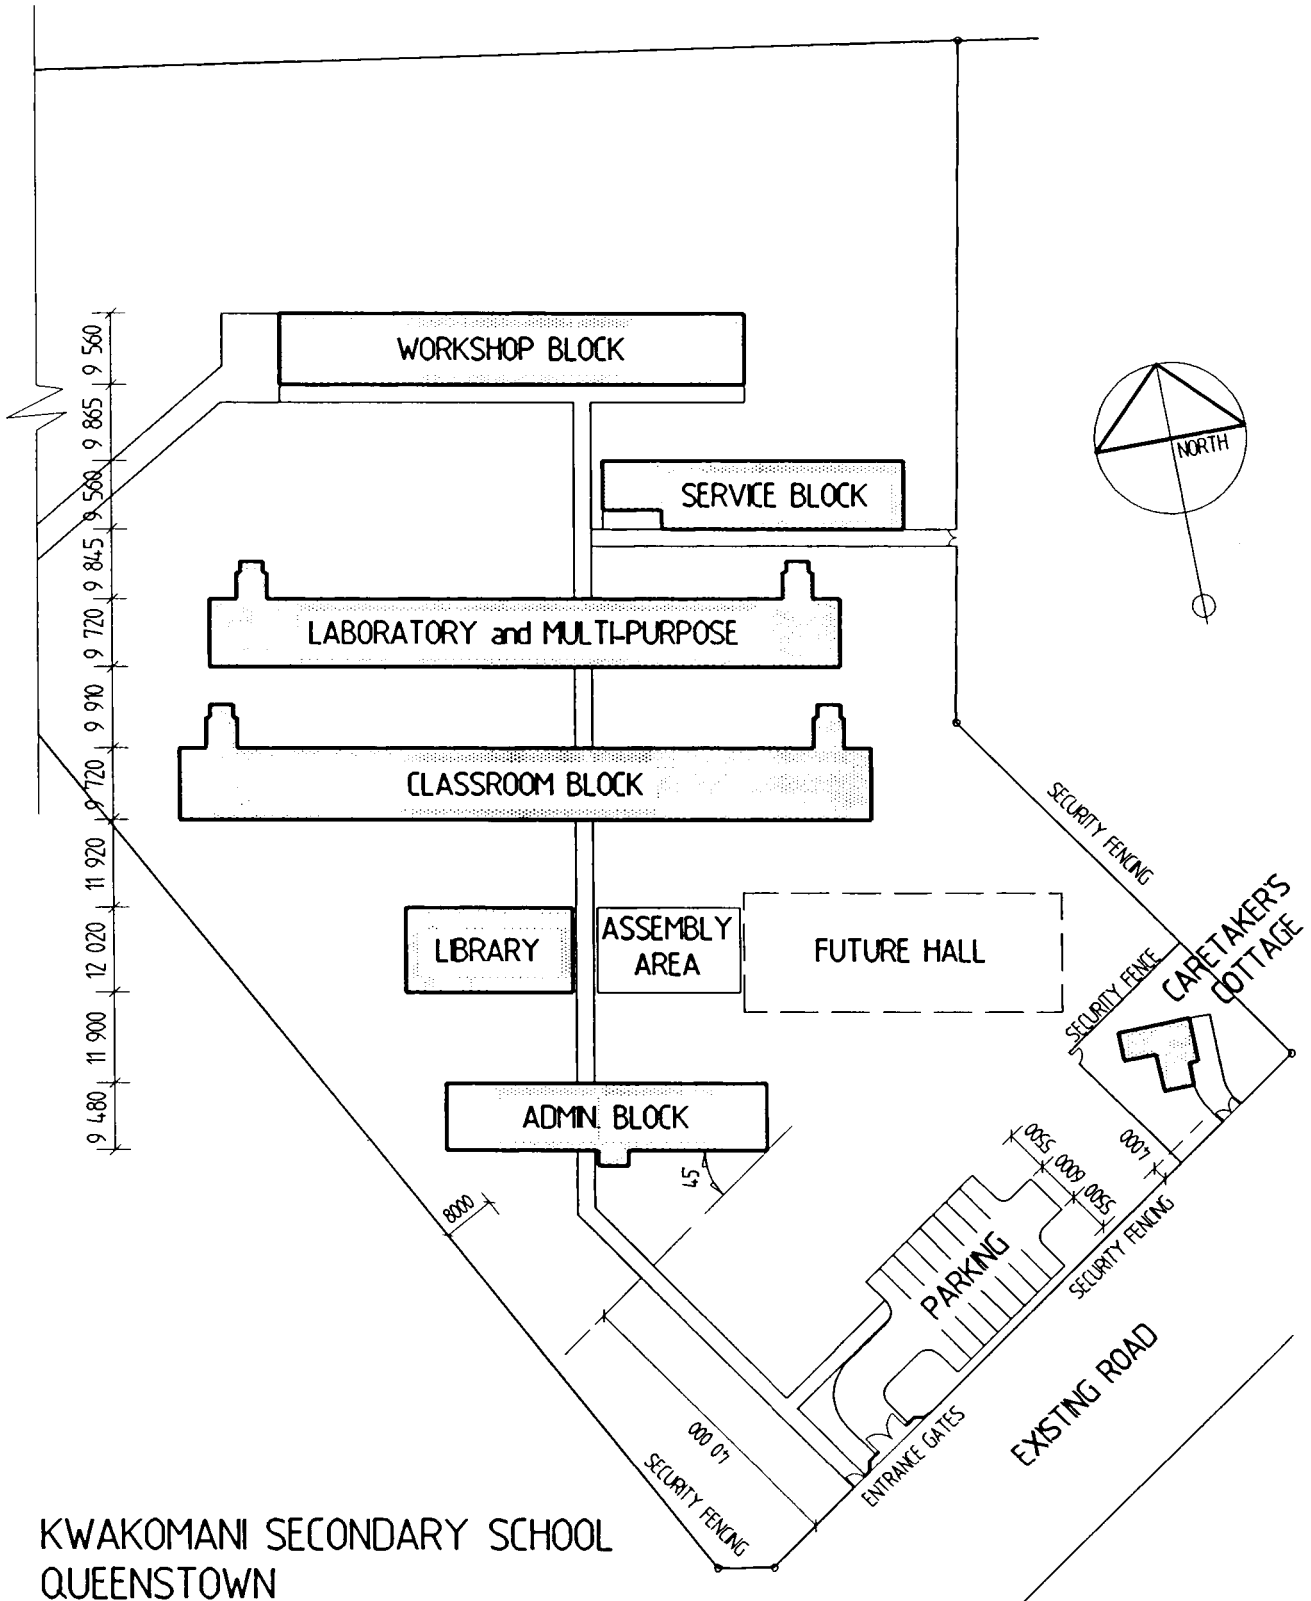 9 560
WORKSHOP BLOCK
9 865
NORTH
9 560
SERVICE BLOCK
9 845
9 720
LABORATORY and MULTI-PURPOSE
9 910
9 720
CLASSROOM BLOCK
SECURITY FENCING
11 920
CARETAKER'S
COTTAGE
12 020
LIBRARY
ASSEMBLY
AREA
FUTURE HALL
SECURITY FENCE
11 900
9 480
ADMIN. BLOCK
5500
6000
5500
4000
45
8000
PARKING
SECURITY FENCING
EXISTING ROAD
40 000
ENTRANCE GATES
SECURITY FENCING
KWAKOMANI SECONDARY SCHOOL
QUEENSTOWN